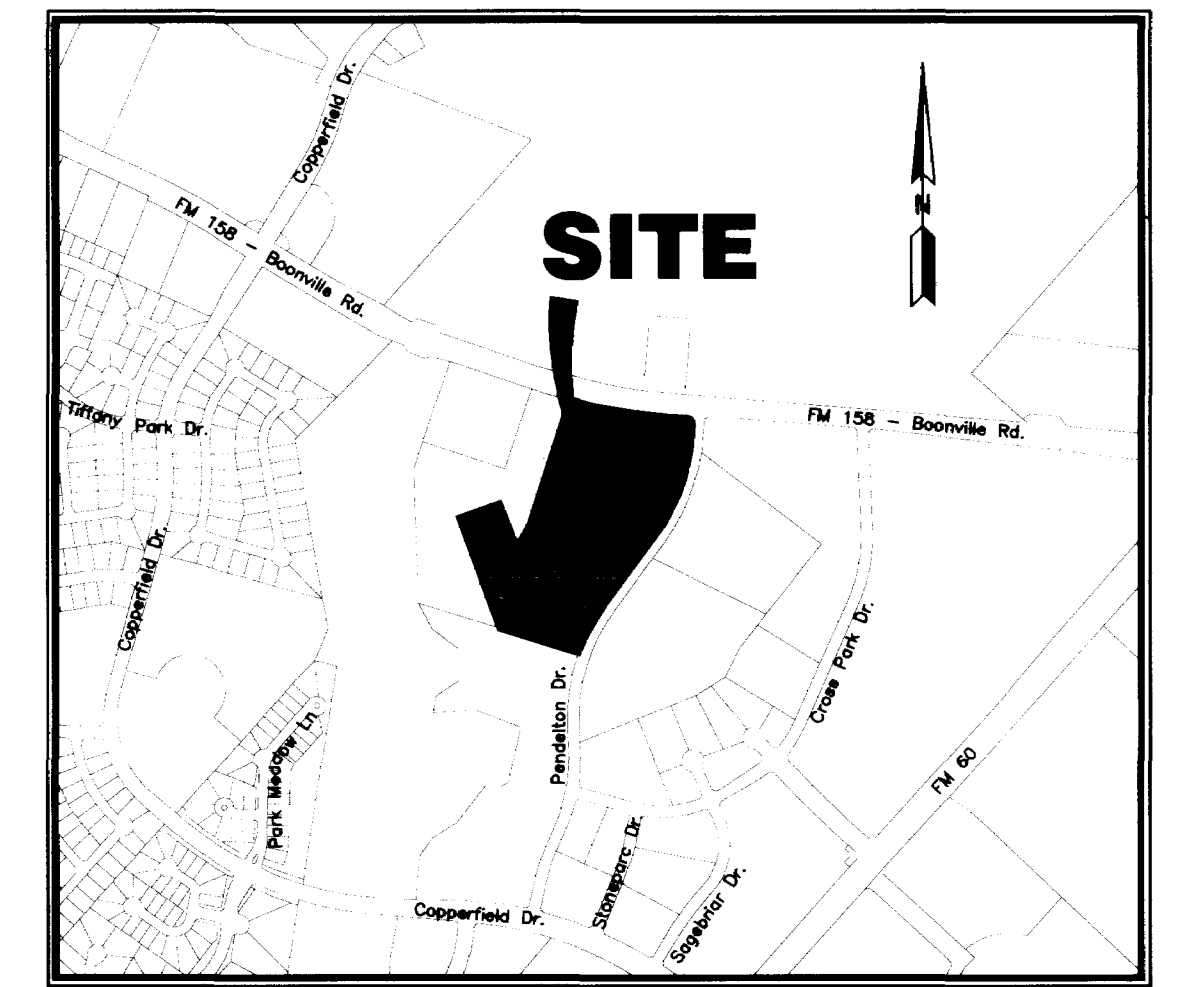 Copperfield Dr.
N
FM 158 - Boonville Rd.
SITE
Tiffany Park Dr.
FM 158 - Boonville Rd.
Copperfield Dr.
Cross Park Dr.
Pendelton Dr.
Park Meadow Ln
FM 60
Stoneparc Dr.
Sagebriar Dr.
Copperfield Dr.